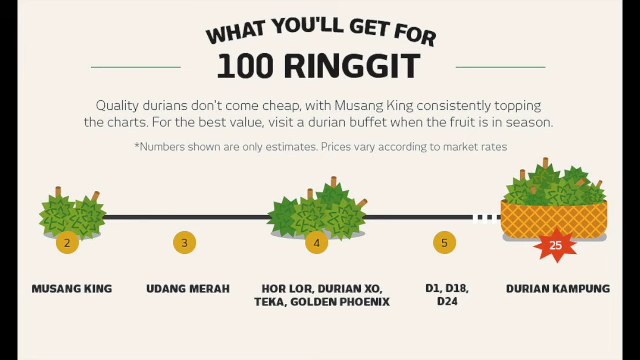 WHAT YOU'LL GET FOR
100 RINGGIT
Quality durians don't come cheap, with Musang King consistently topping
the charts. For the best value, visit a durian buffet when the fruit is in season.
*Numbers shown are only estimates. Prices vary according to market rates
2
3
4
5
25
MUSANG KING
UDANG MERAH
HOR LOR, DURIAN XO,
TEKA, GOLDEN PHOENIX
D1, D18,
D24
DURIAN KAMPUNG